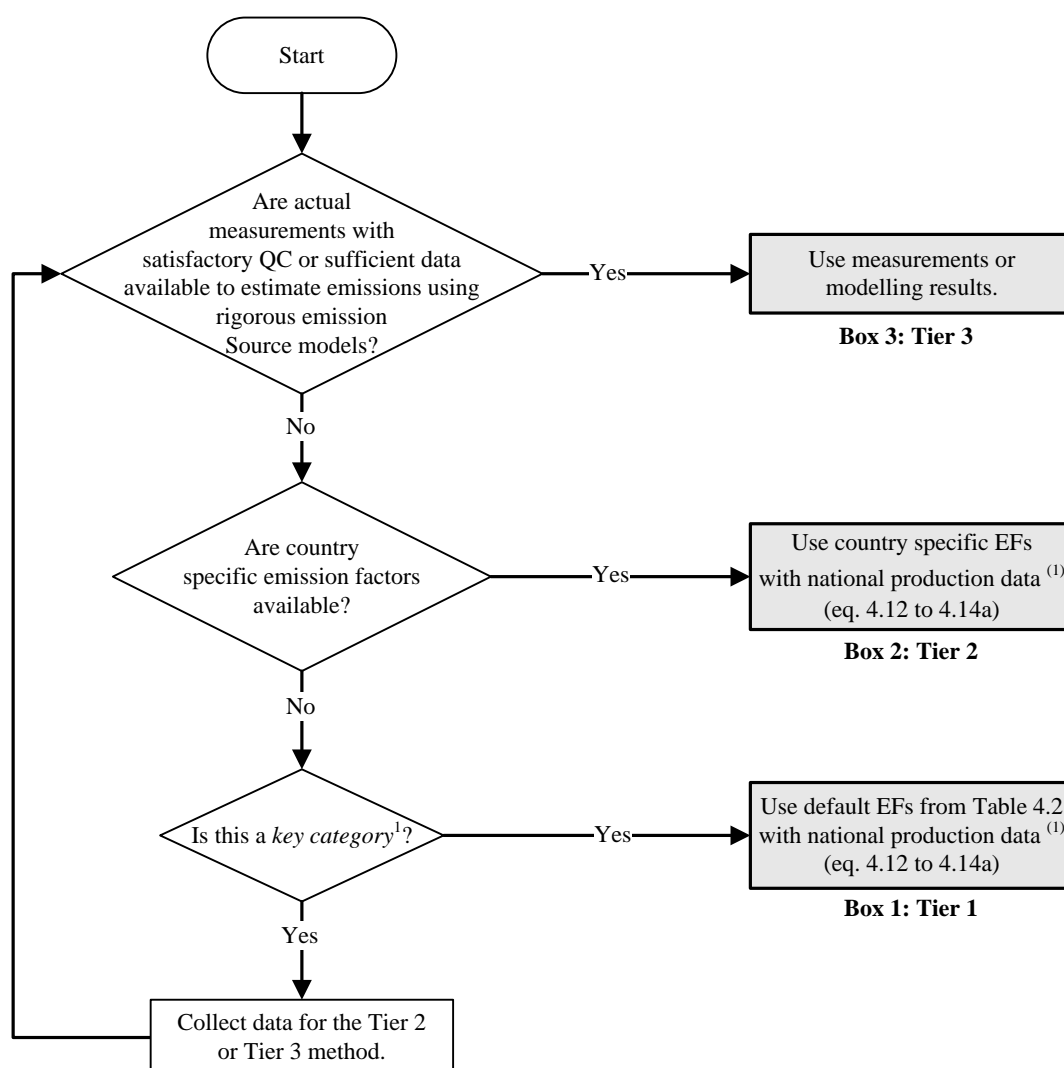 Start
Are actual
measurements with
satisfactory QC or sufficient data
available to estimate emissions using
rigorous emission
Source models?
Yes
Use measurements or
modelling results.
Box 3: Tier 3
No
Are country
specific emission factors
available?
Yes
Use country specific EFs
with national production data (1)
(eq. 4.12 to 4.14a)
Box 2: Tier 2
No
Is this a key category1?
Yes
Use default EFs from Table 4.2
with national production data (1)
(eq. 4.12 to 4.14a)
Box 1: Tier 1
Yes
Collect data for the Tier 2
or Tier 3 method.